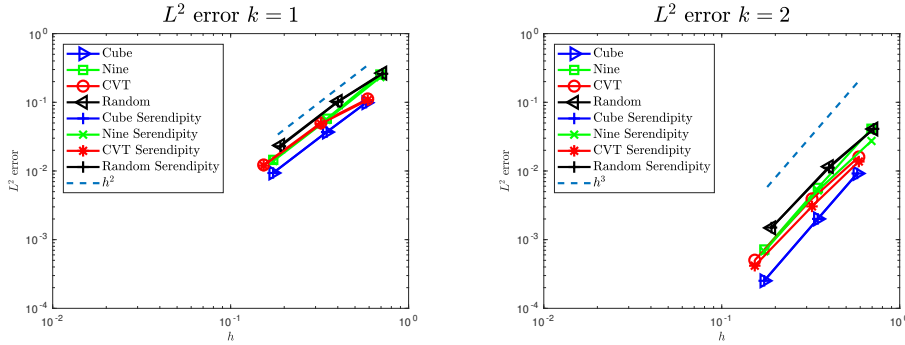 L² error k = 1
10⁰
10⁻¹
10⁻²
10⁻³
10⁻⁴
L² error
Cube
Nine
CVT
Random
Cube Serendipity
Nine Serendipity
CVT Serendipity
Random Serendipity
h²
10⁻²
10⁻¹
10⁰
h
L² error k = 2
10⁰
10⁻¹
10⁻²
10⁻³
10⁻⁴
L² error
Cube
Nine
CVT
Random
Cube Serendipity
Nine Serendipity
CVT Serendipity
Random Serendipity
h³
10⁻²
10⁻¹
10⁰
h